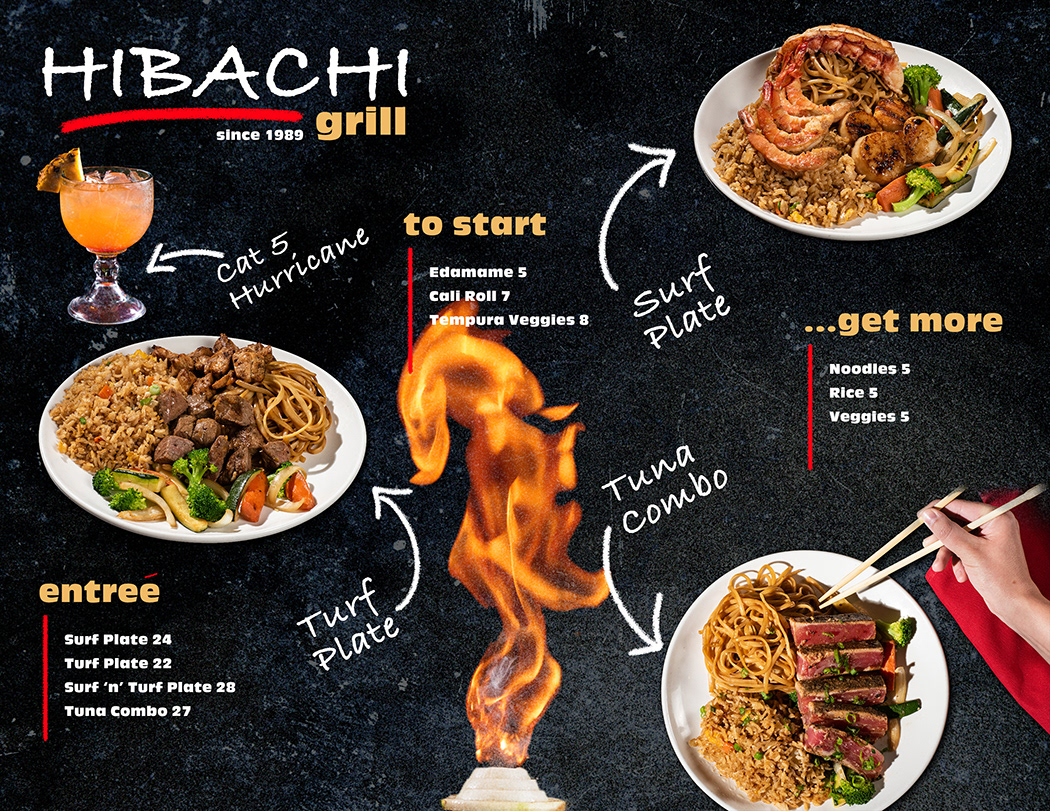 HIBACHI
since 1989 grill
Cat 5
Hurricane
to start
Edamame 5
Cali Roll 7
Tempura Veggies 8
Surf
Plate
...get more
Noodles 5
Rice 5
Veggies 5
Tuna
Combo
Turf
Plate
entreé
Surf Plate 24
Turf Plate 22
Surf ‘n’ Turf Plate 28
Tuna Combo 27